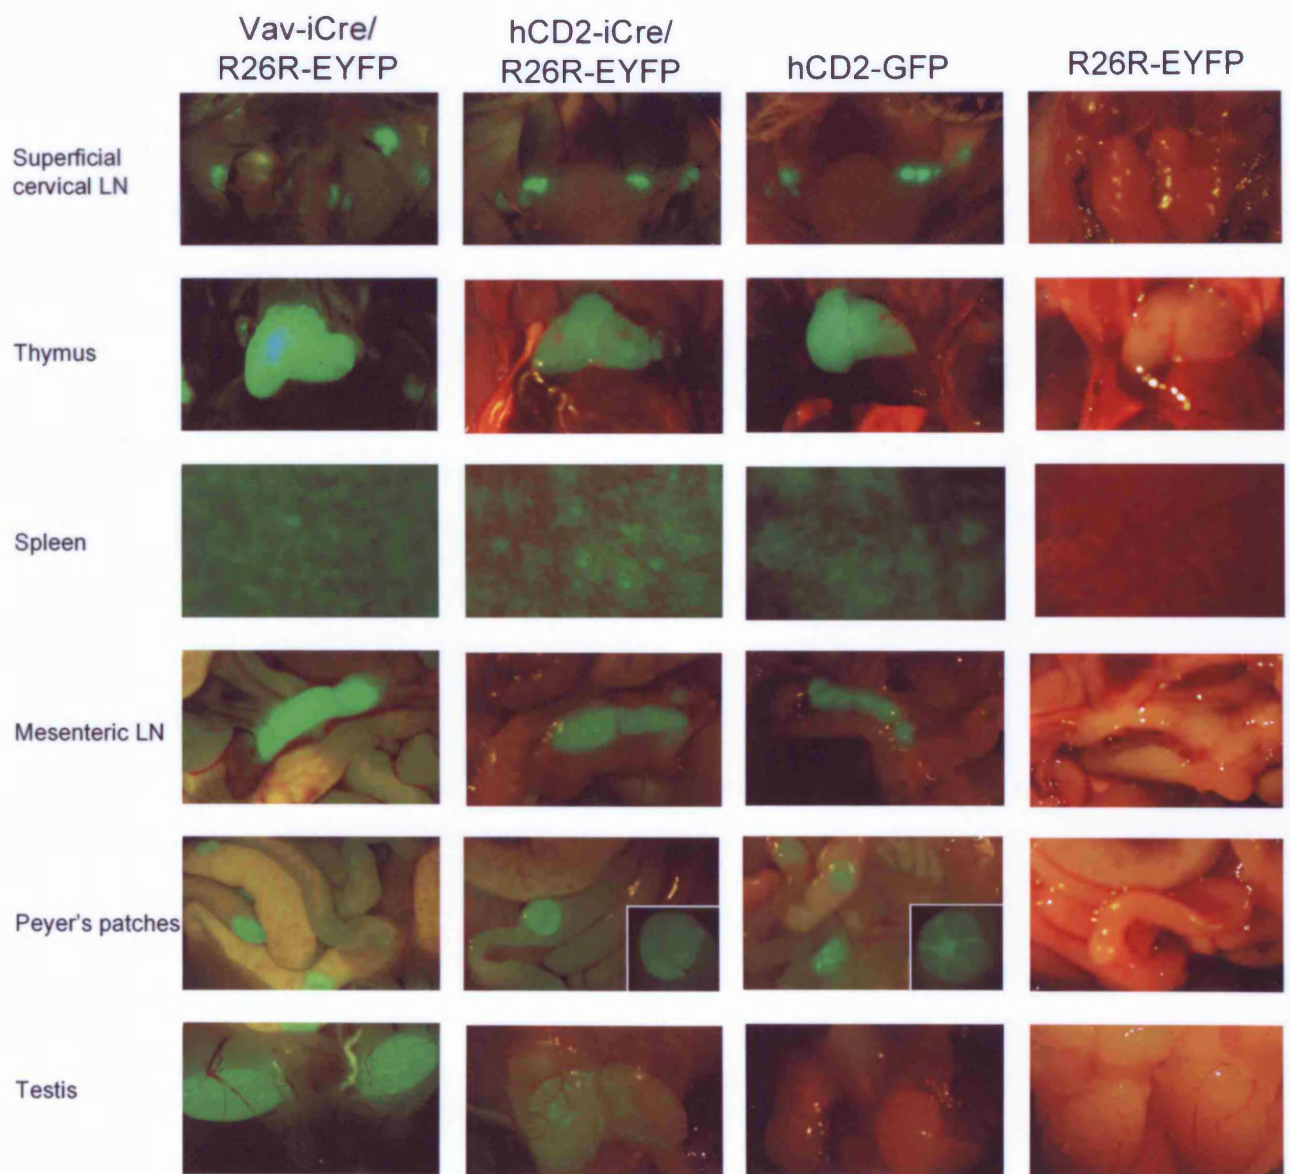 Vav-iCre/
R26R-EYFP
hCD2-iCre/
R26R-EYFP
hCD2-GFP
R26R-EYFP
Superficial
cervical LN
Thymus
Spleen
Mesenteric LN
Peyer's patches
Testis